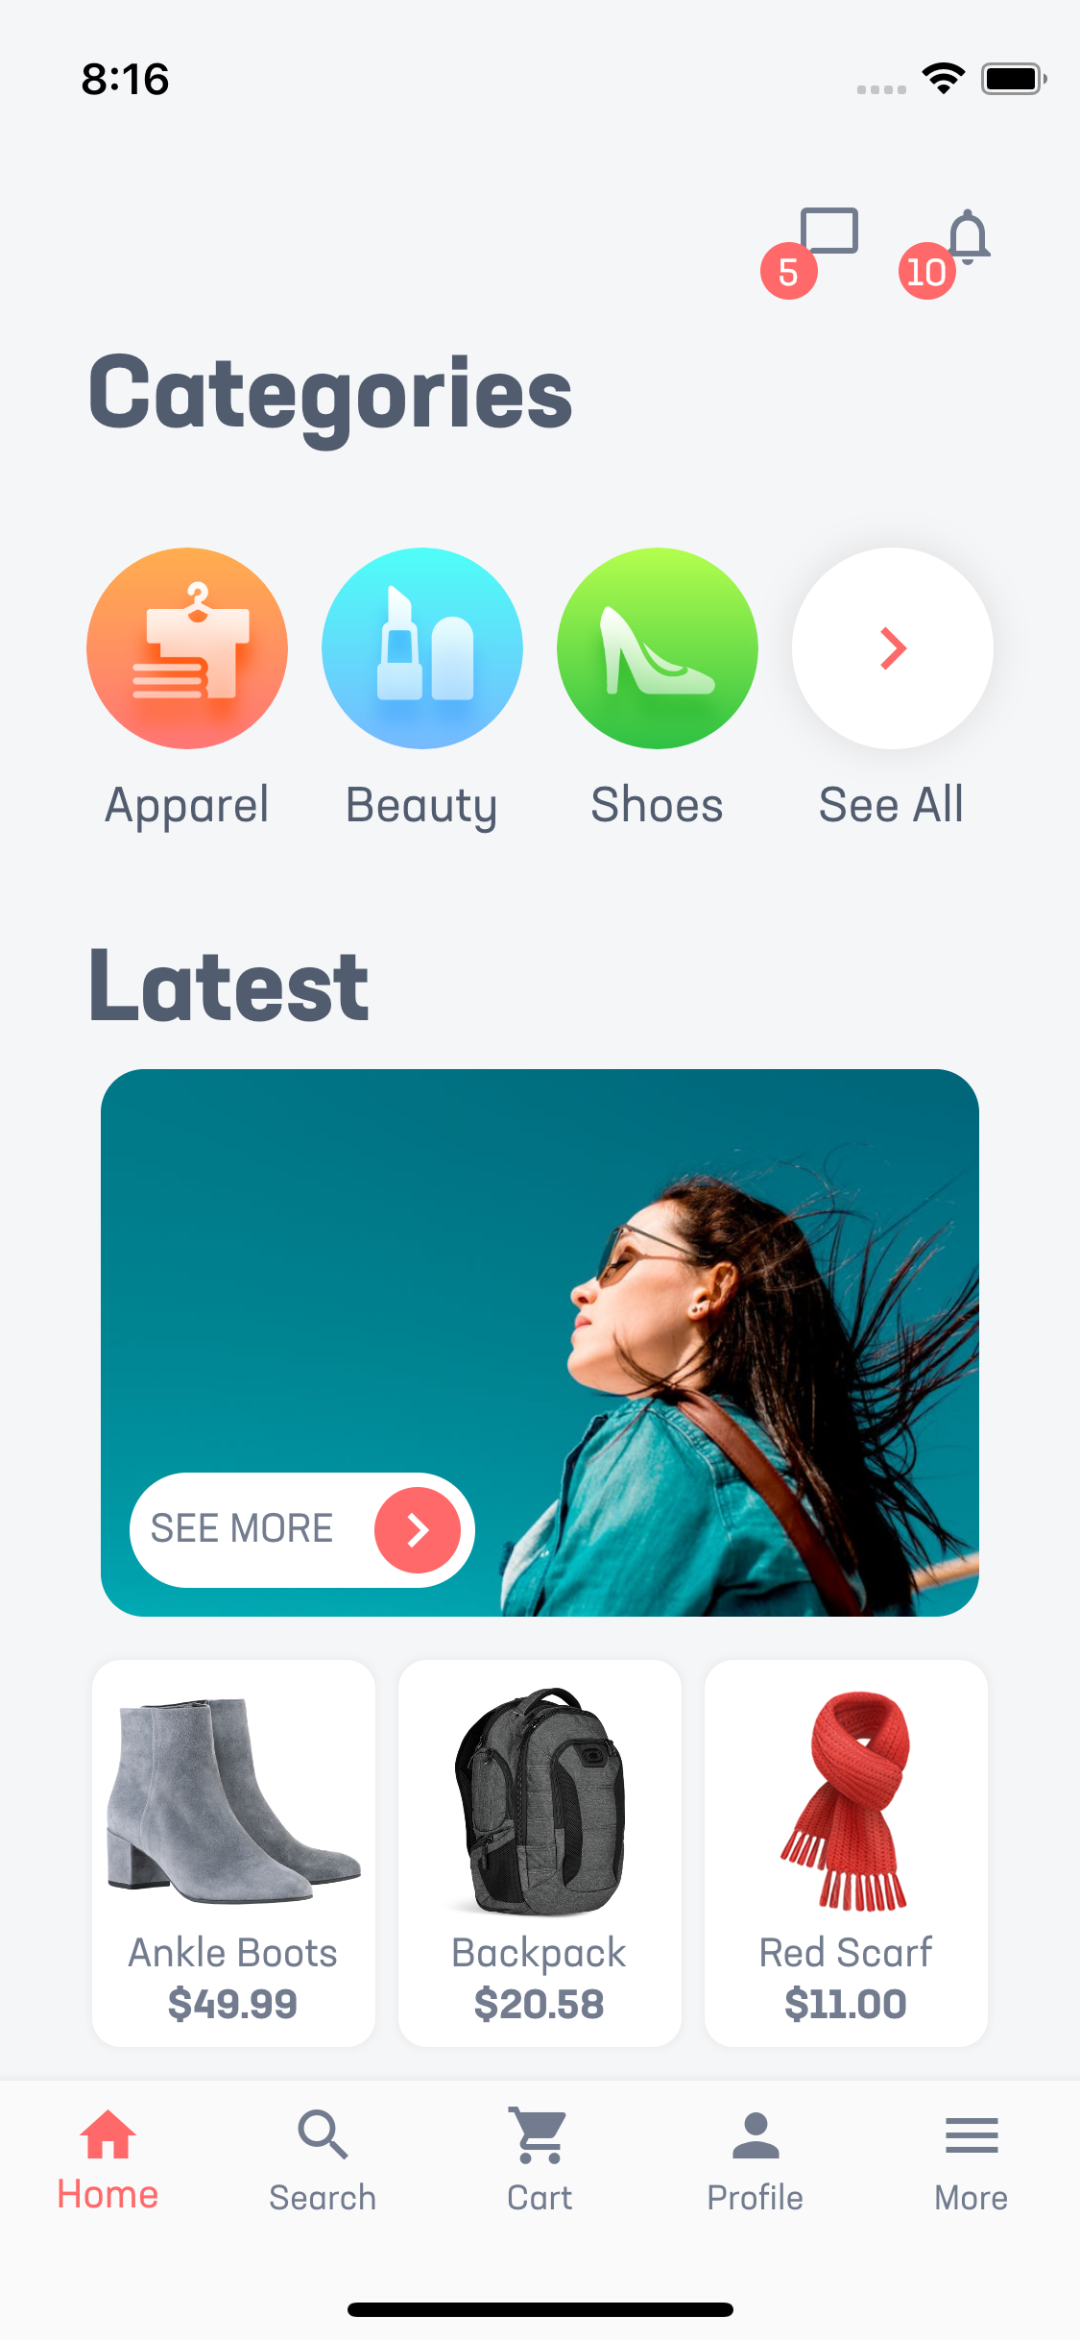 8:16
5
10
Categories
Apparel
Beauty
Shoes
See All
Latest
SEE MORE
Ankle Boots
$49.99
Backpack
$20.58
Red Scarf
$11.00
Home
Search
Cart
Profile
More